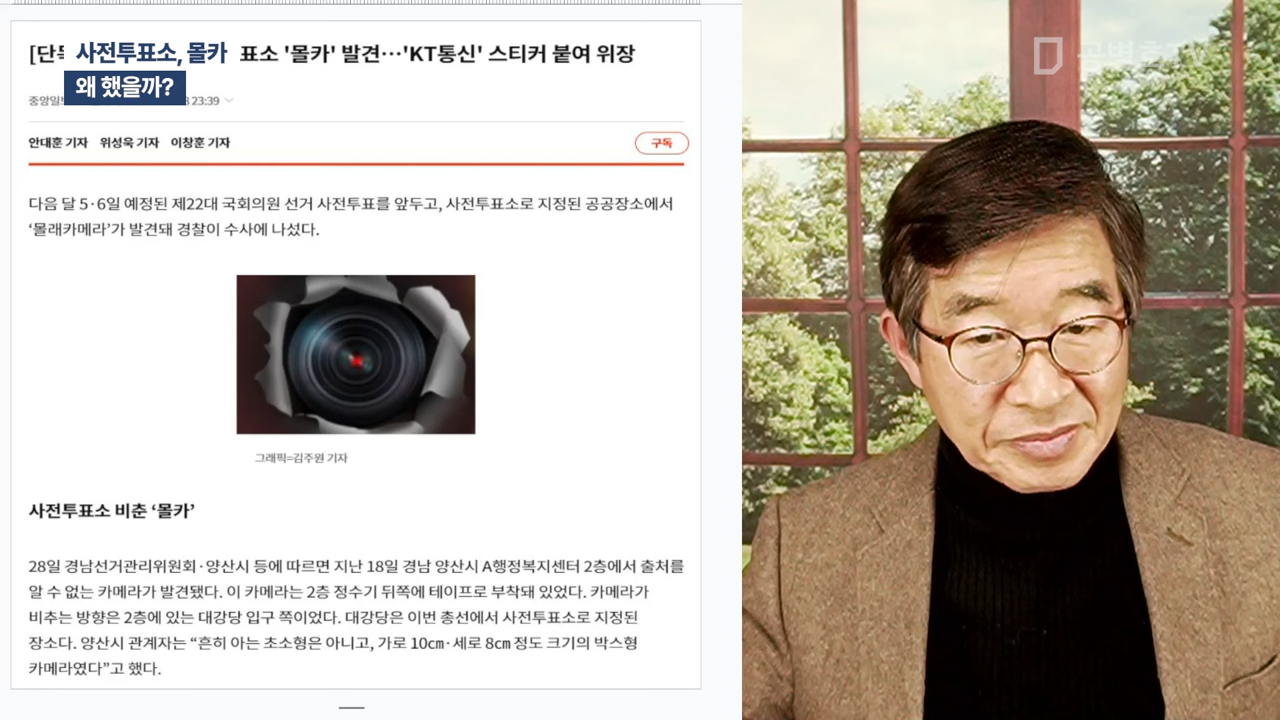 [단독
사전투표소, 몰카
표소 '몰카' 발견…'KT통신' 스티커 붙여 위장
왜 했을까?
중앙일
23:39
안대훈 기자 위성욱 기자 이창훈 기자
구독
다음 달 5·6일 예정된 제22대 국회의원 선거 사전투표를 앞두고, 사전투표소로 지정된 공공장소에서
‘몰래카메라’가 발견돼 경찰이 수사에 나섰다.
그래픽=김주원 기자
사전투표소 비춘 ‘몰카’
28일 경남선거관리위원회·양산시 등에 따르면 지난 18일 경남 양산시 A행정복지센터 2층에서 출처를
알 수 없는 카메라가 발견됐다. 이 카메라는 2층 정수기 뒤쪽에 테이프로 부착돼 있었다. 카메라가
비추는 방향은 2층에 있는 대강당 입구 쪽이었다. 대강당은 이번 총선에서 사전투표소로 지정된
장소다. 양산시 관계자는 “흔히 아는 초소형은 아니고, 가로 10㎝·세로 8㎝ 정도 크기의 박스형
카메라였다”고 했다.
공병호TV